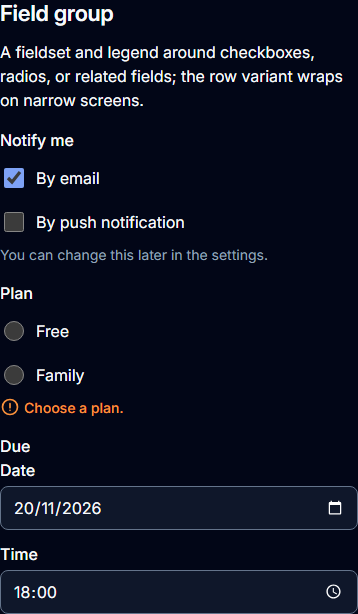 Field group
A fieldset and legend around checkboxes,
radios, or related fields; the row variant wraps
on narrow screens.
Notify me
By email
By push notification
You can change this later in the settings.
Plan
Free
Family
Choose a plan.
Due
Date
20/11/2026
Time
18:00